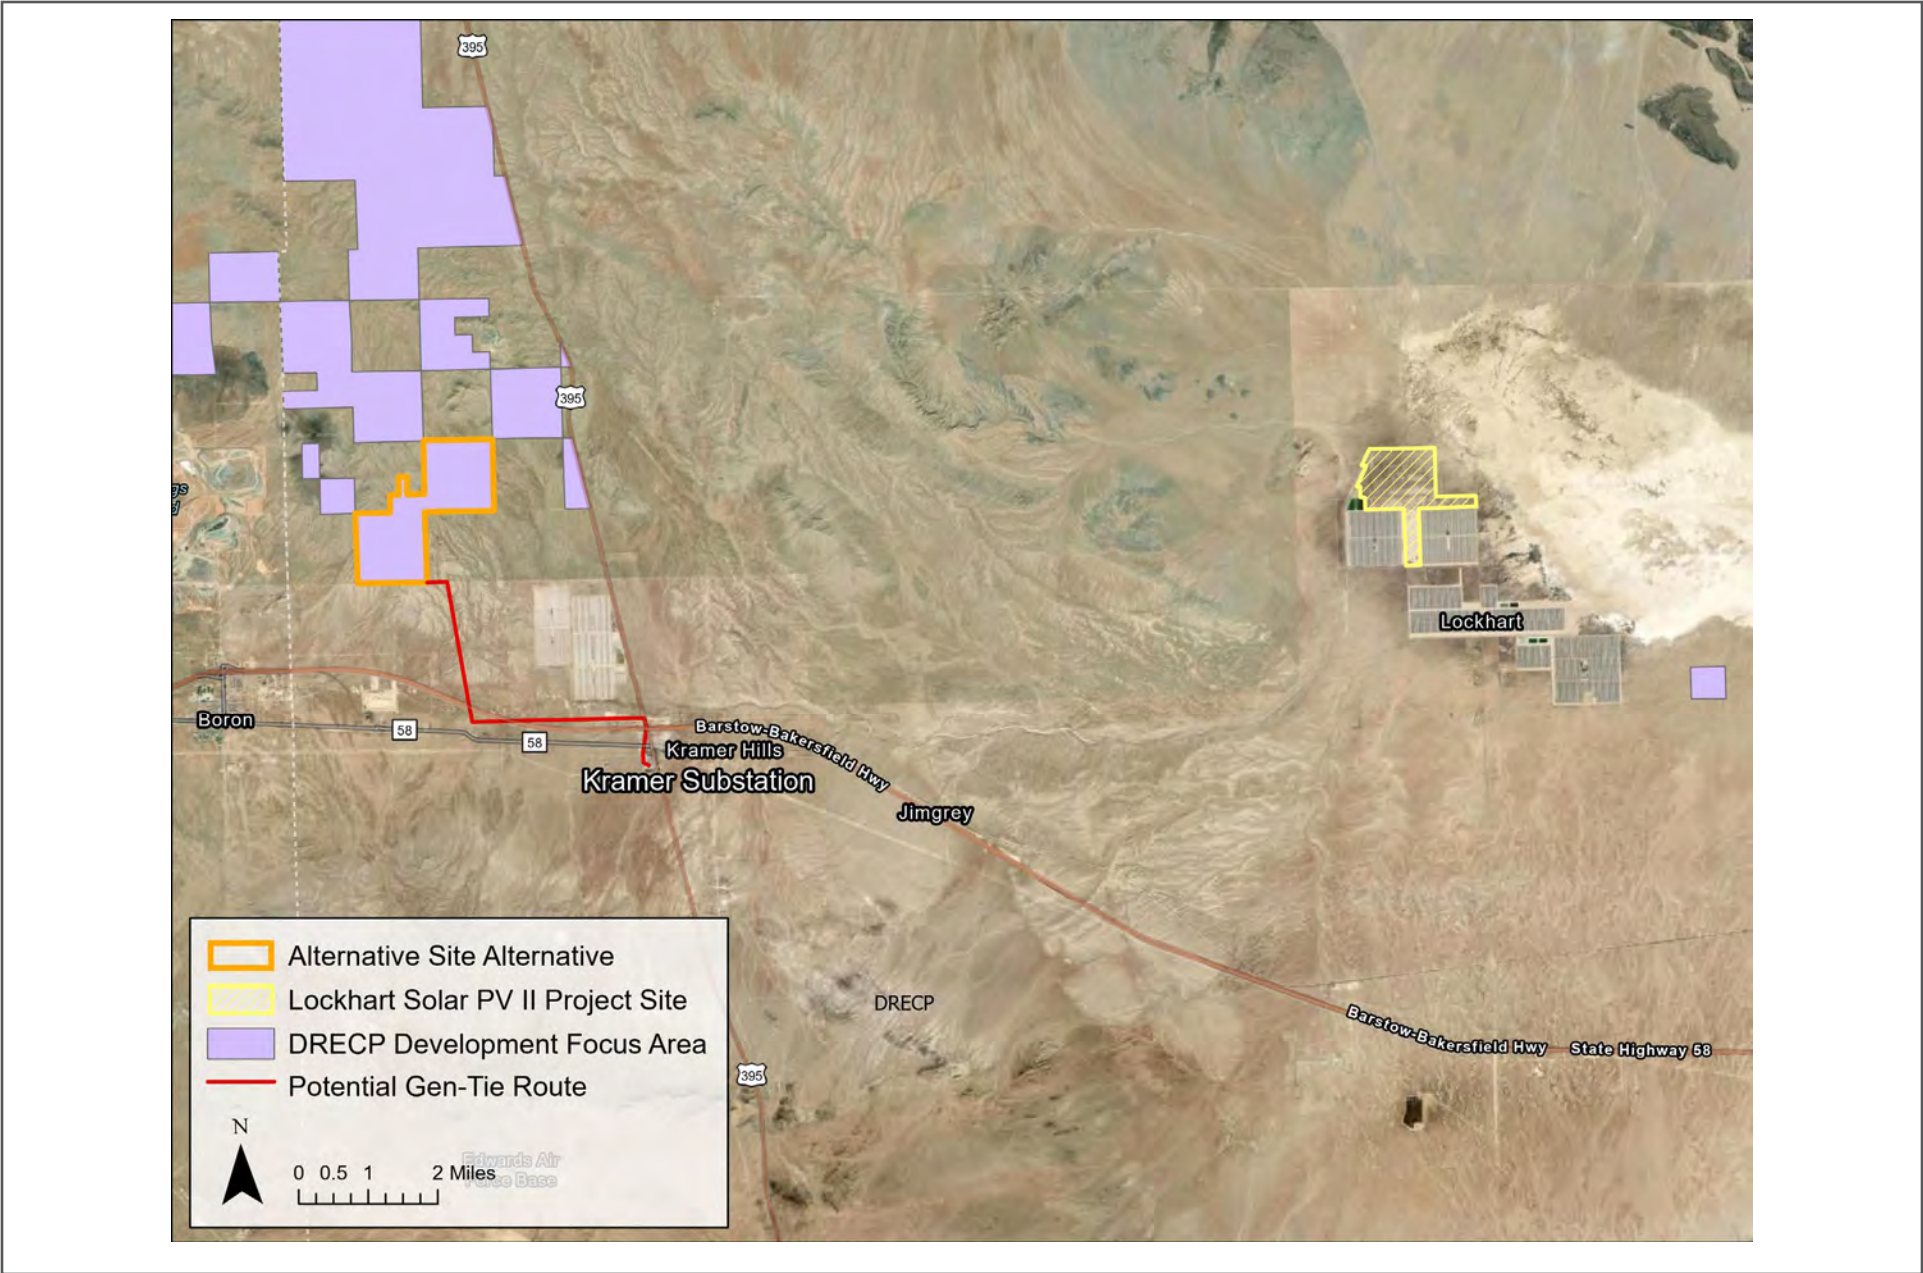 395
395
gs
Lockhart
Boron
58
58
Barstow-Bakersfield Hwy
Kramer Hills
Kramer Substation
Jimgrey
DRECP
Barstow-Bakersfield Hwy
State Highway 58
395
Alternative Site Alternative
Lockhart Solar PV II Project Site
DRECP Development Focus Area
Potential Gen-Tie Route
N
0 0.5 1 2 Miles
Edwards Air
Force Base